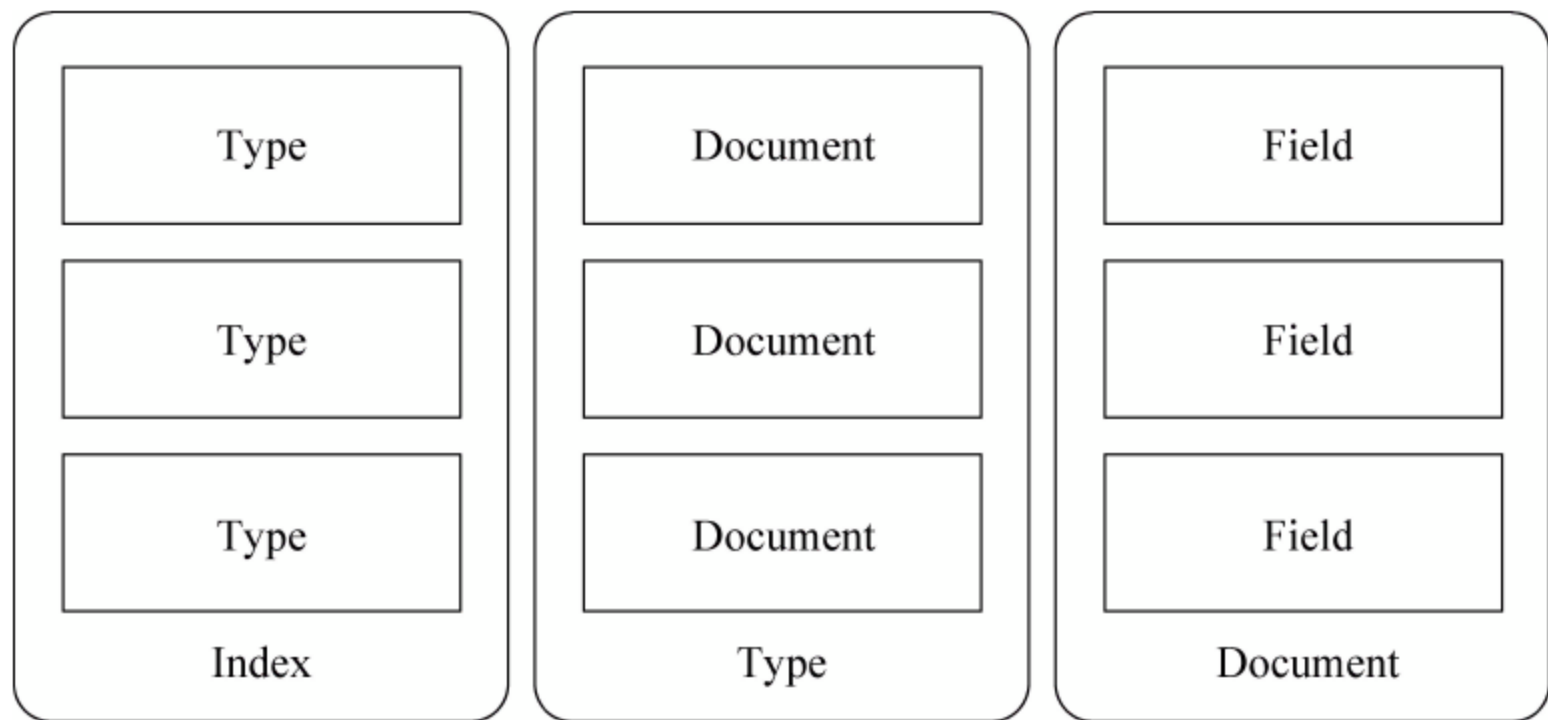 Type
Type
Type
Index
Document
Document
Document
Type
Field
Field
Field
Document